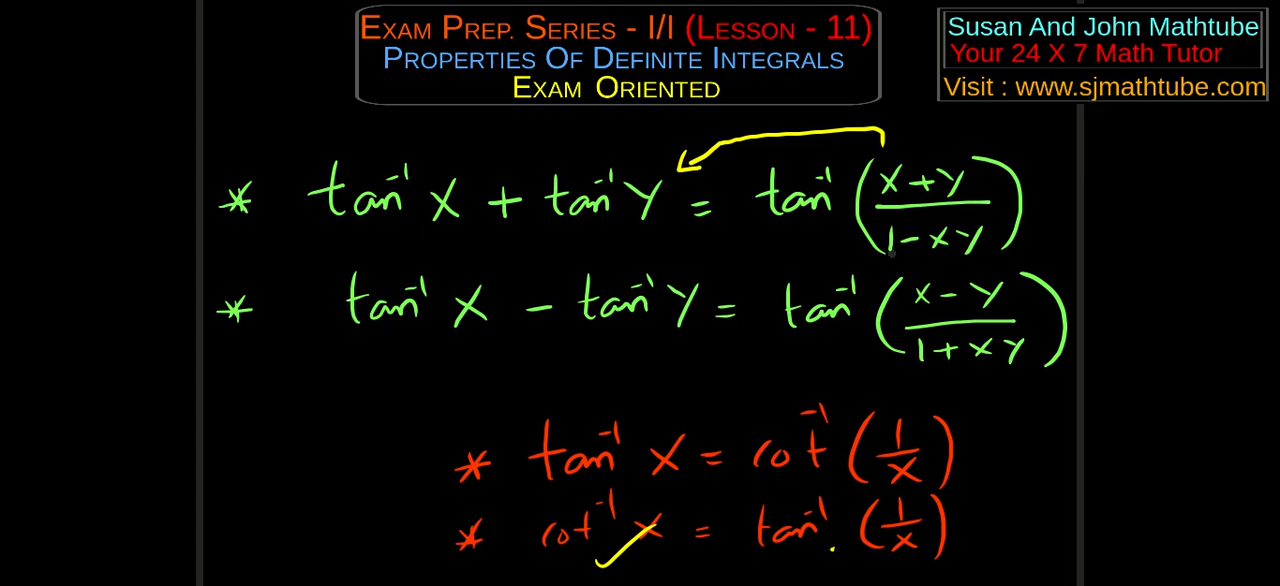 Exam Prep. Series - I/I (Lesson - 11)
Properties Of Definite Integrals
Exam Oriented
Susan And John Mathtube
Your 24 X 7 Math Tutor
Visit : www.sjmathtube.com
* tan⁻¹ x + tan⁻¹ y = tan⁻¹ ((x + y)/(1 - xy))
* tan⁻¹ x - tan⁻¹ y = tan⁻¹ ((x - y)/(1 + xy))
* tan⁻¹ x = cot⁻¹ (1/x)
* cot⁻¹ x = tan⁻¹ (1/x)